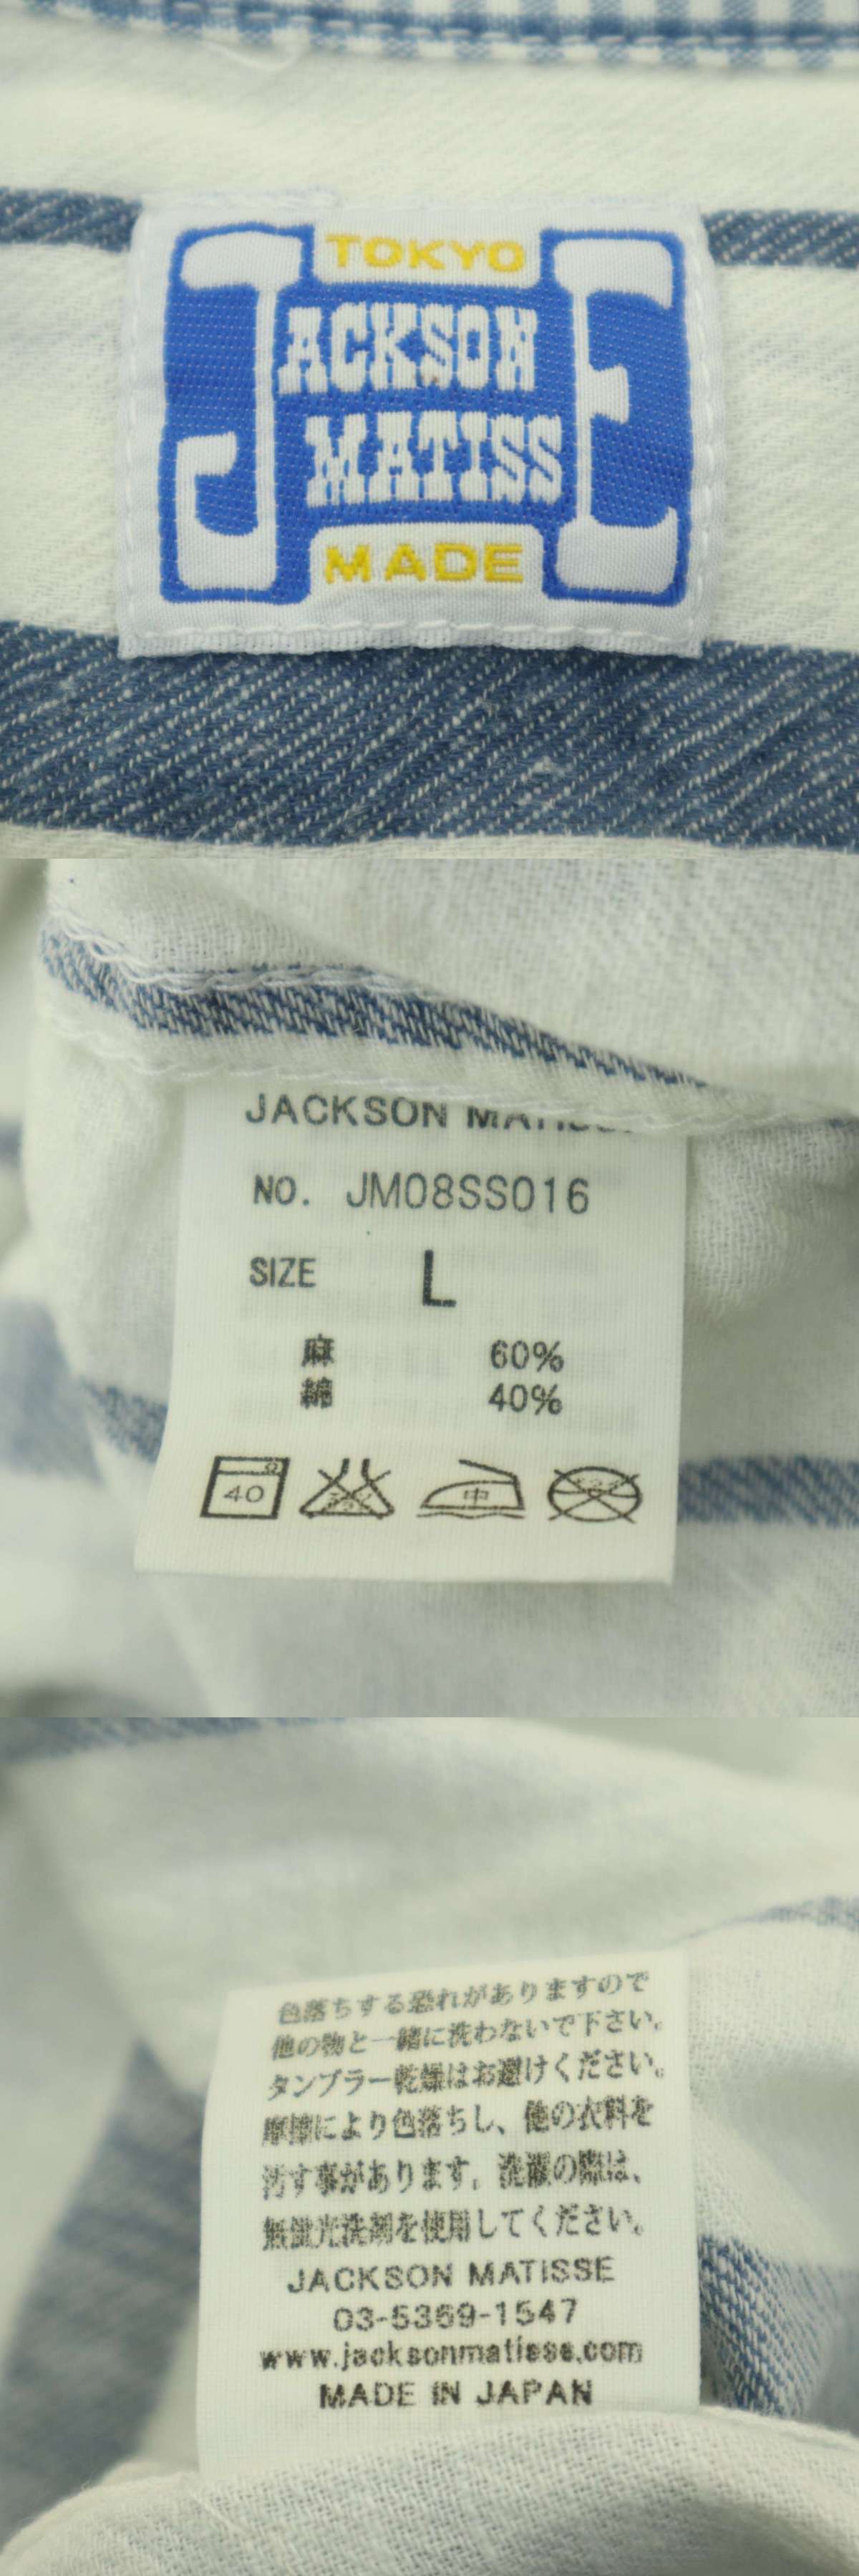 TOKYO
JACKSON
MATISSE
MADE
JACKSON MATISSE
NO. JM08SS016
SIZE L
麻 60%
綿 40%
40
中
色落ちする恐れがありますので
他の物と一緒に洗わないで下さい。
タンブラー乾燥はお避けください。
摩擦により色落ちし、他の衣料を
汚す事があります。洗濯の際は、
無蛍光洗剤を使用してください。
JACKSON MATISSE
03-5369-1547
www.jacksonmatisse.com
MADE IN JAPAN